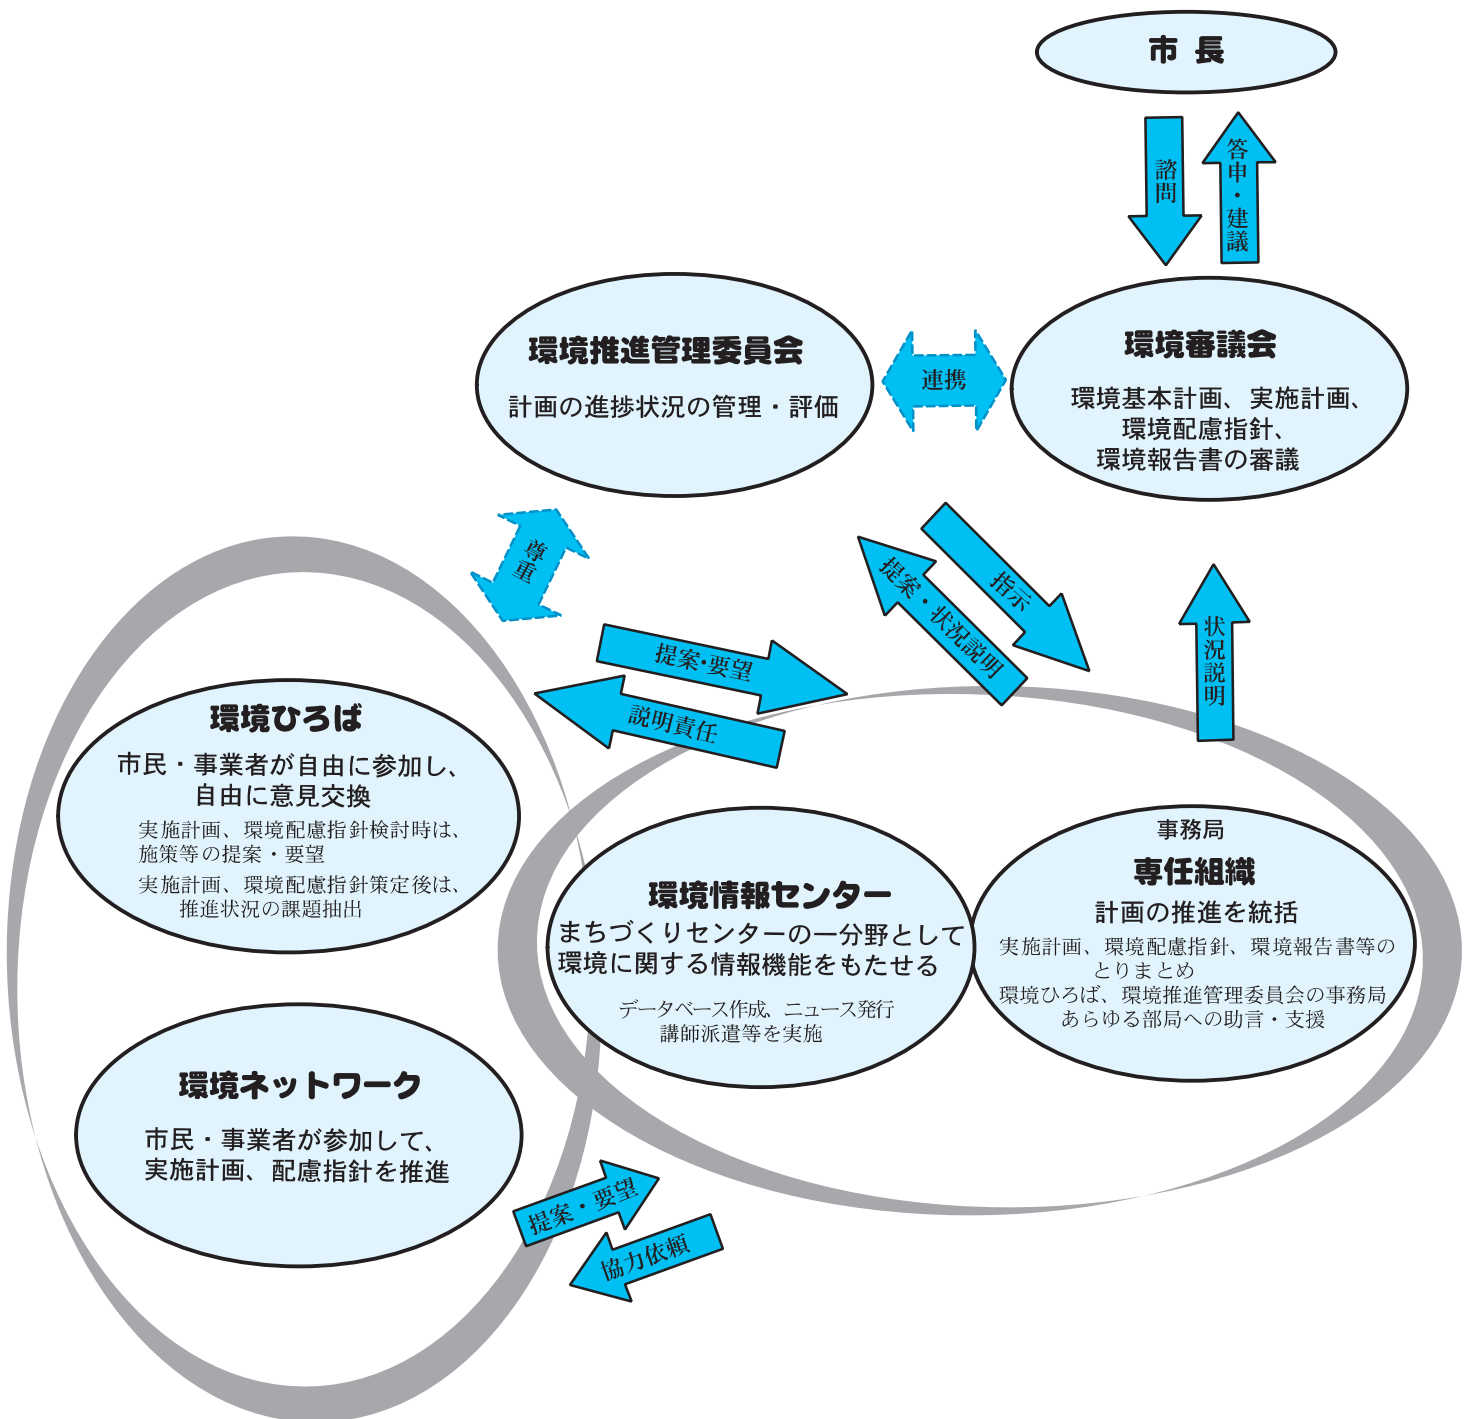 市 長
諮問
答申・建議
環境推進管理委員会
計画の進捗状況の管理・評価
連携
環境審議会
環境基本計画、実施計画、
環境配慮指針、
環境報告書の審議
尊重
提案・状況説明
指示
状況説明
提案・要望
説明責任
環境ひろば
市民・事業者が自由に参加し、
自由に意見交換
実施計画、環境配慮指針検討時は、
施策等の提案・要望
実施計画、環境配慮指針策定後は、
推進状況の課題抽出
環境情報センター
まちづくりセンターの一分野として
環境に関する情報機能をもたせる
データベース作成、ニュース発行
講師派遣等を実施
事務局
専任組織
計画の推進を統括
実施計画、環境配慮指針、環境報告書等の
とりまとめ
環境ひろば、環境推進管理委員会の事務局
あらゆる部局への助言・支援
環境ネットワーク
市民・事業者が参加して、
実施計画、配慮指針を推進
提案・要望
協力依頼